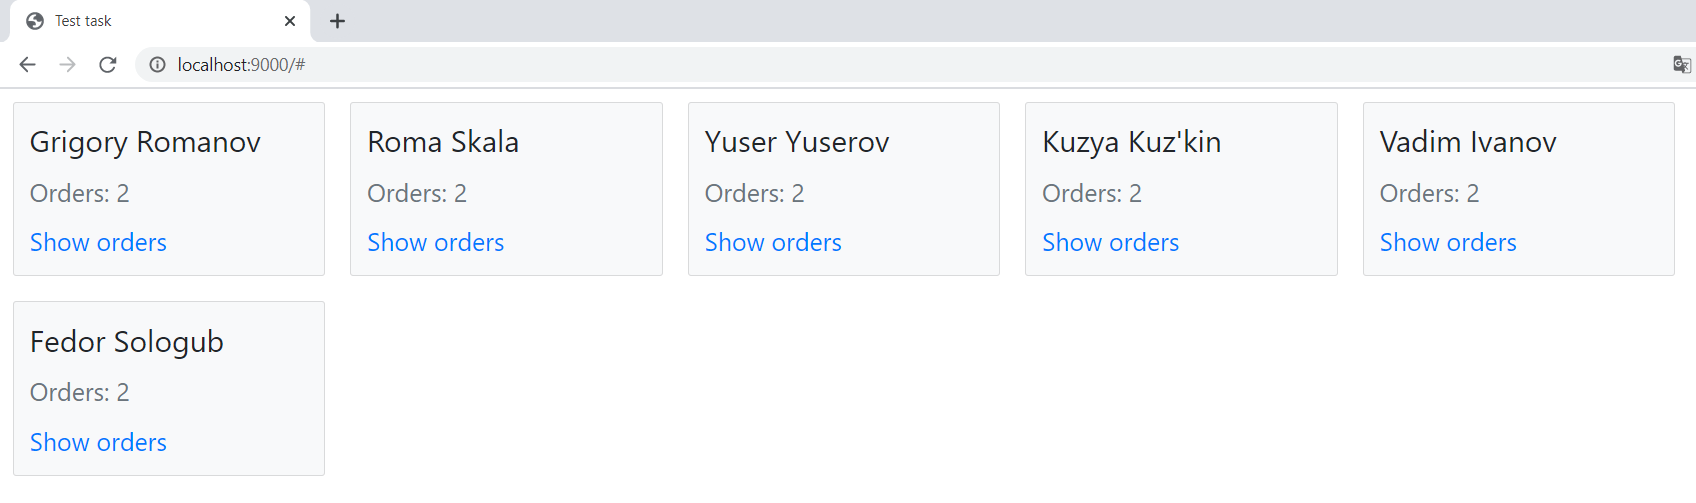 Test task
localhost:9000/#
Grigory Romanov
Orders: 2
Show orders
Roma Skala
Orders: 2
Show orders
Yuser Yuserov
Orders: 2
Show orders
Kuzya Kuz'kin
Orders: 2
Show orders
Vadim Ivanov
Orders: 2
Show orders
Fedor Sologub
Orders: 2
Show orders